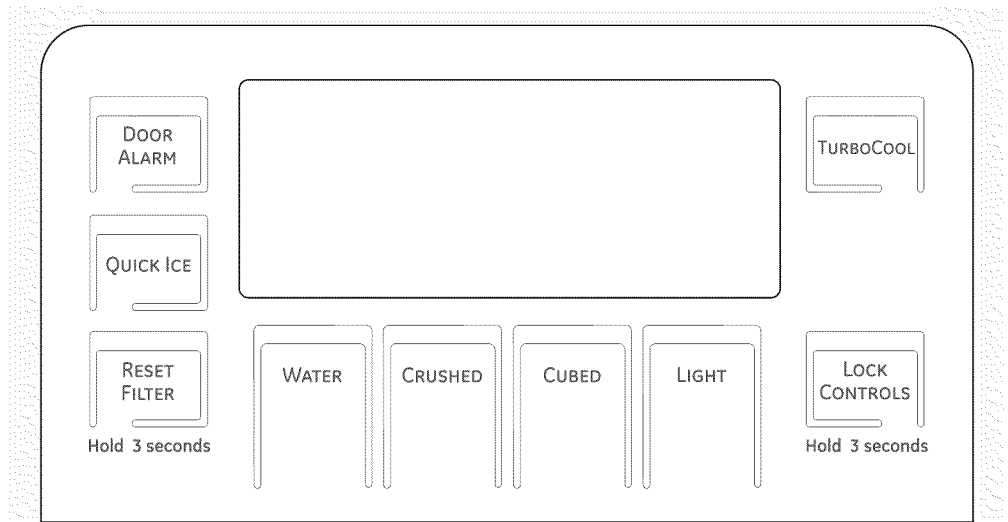 DOOR
ALARM
TURBOCOOL
QUICK ICE
RESET
FILTER
Hold 3 seconds
WATER
CRUSHED
CUBED
LIGHT
LOCK
CONTROLS
Hold 3 seconds